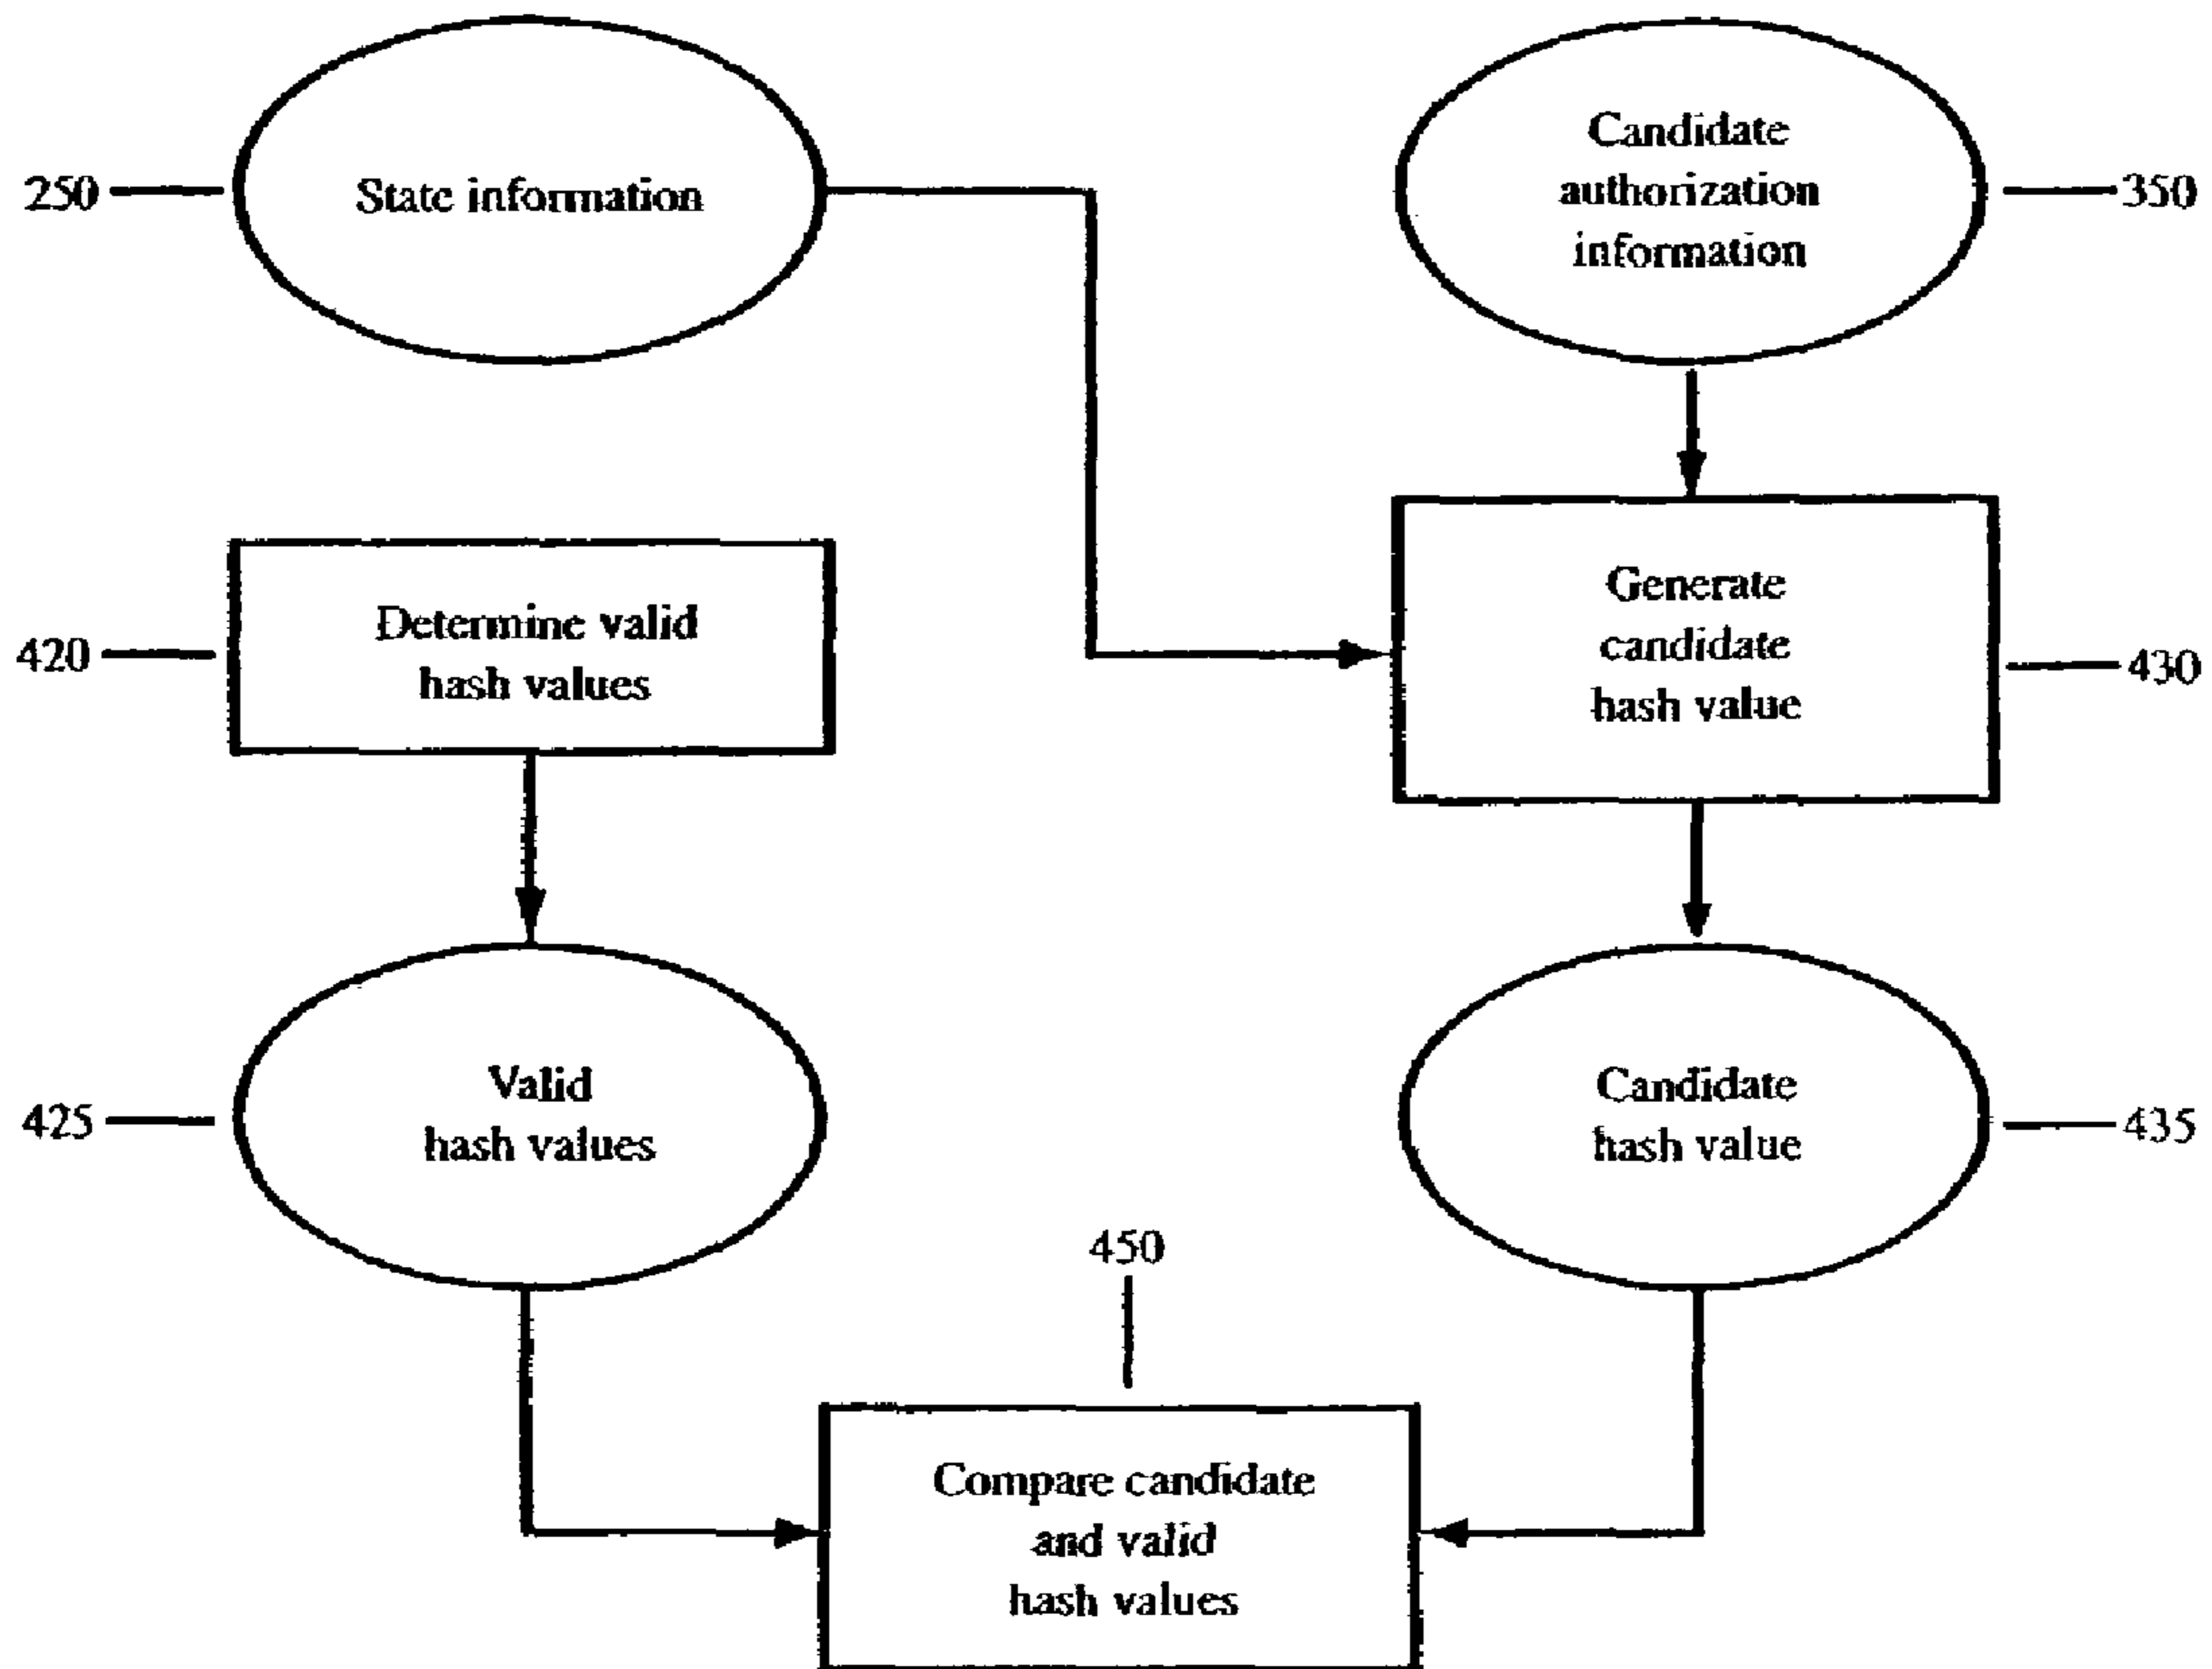 250
State information
Candidate
authorization
information
350
420
Determine valid
hash values
Generate
candidate
hash value
430
425
Valid
hash values
Candidate
hash value
435
450
Compare candidate
and valid
hash values